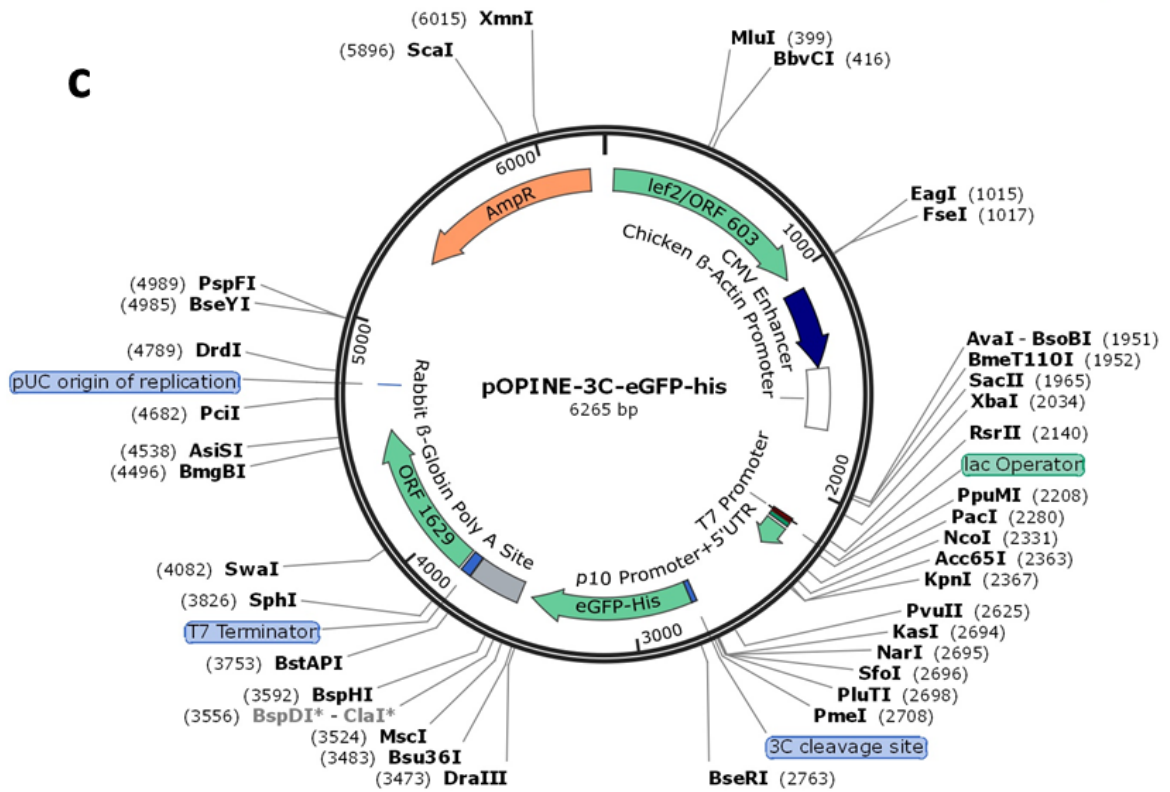 c
(6015) XmnI
(5896) ScaI
MluI (399)
BbvCI (416)
EagI (1015)
FseI (1017)
AvaI - BsoBI (1951)
BmeT110I (1952)
SacII (1965)
XbaI (2034)
RsrII (2140)
lac Operator
PpuMI (2208)
PacI (2280)
NcoI (2331)
Acc65I (2363)
KpnI (2367)
PvuII (2625)
KasI (2694)
NarI (2695)
SfoI (2696)
PluTI (2698)
PmeI (2708)
3C cleavage site
BseRI (2763)
(3473) DraIII
(3483) Bsu36I
(3524) MscI
(3556) BspDI* - ClaI*
(3592) BspHI
(3753) BstAPI
T7 Terminator
(3826) SphI
(4082) SwaI
(4496) BmgBI
(4538) AsiSI
(4682) PciI
pUC origin of replication
(4789) DrdI
(4985) BseYI
(4989) PspFI
1000
2000
3000
4000
5000
6000
AmpR
lef2/ORF 603
CMV Enhancer
Chicken ß-Actin Promoter
T7 Promoter
p10 Promoter+5'UTR
eGFP-His
Rabbit ß-Globin Poly A Site
ORF 1629
pOPINE-3C-eGFP-his
6265 bp